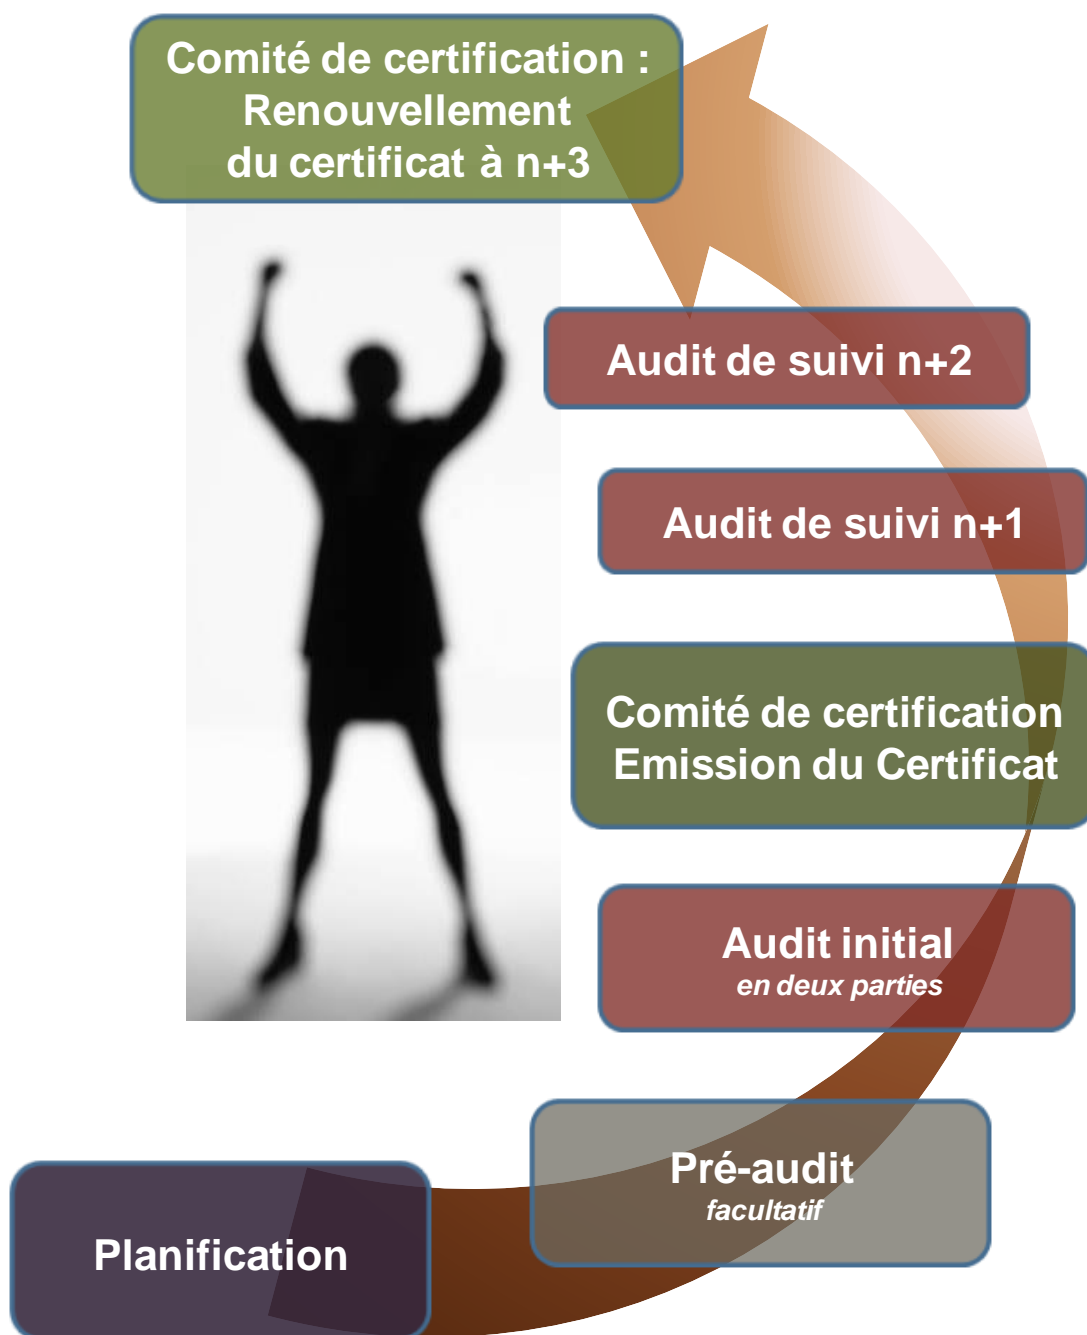 Comité de certification :
Renouvellement
du certificat à n+3
Audit de suivi n+2
Audit de suivi n+1
Comité de certification
Emission du Certificat
Audit initial
en deux parties
Pré-audit
facultatif
Planification